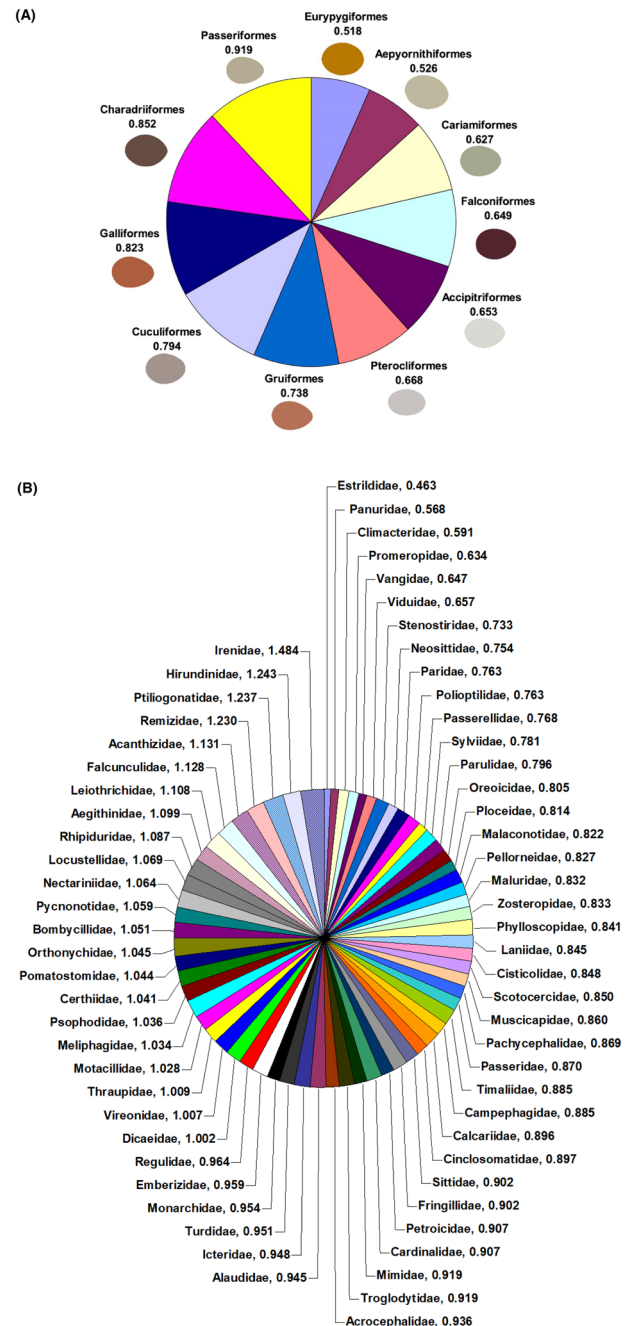 (A)
Eurypygiformes
0.518
Aepyornithiformes
0.526
Cariamiformes
0.627
Falconiformes
0.649
Accipitriformes
0.653
Pterocliformes
0.668
Gruiformes
0.738
Cuculiformes
0.794
Galliformes
0.823
Charadriiformes
0.852
Passeriformes
0.919
(B)
Estrildidae, 0.463
Panuridae, 0.568
Climacteridae, 0.591
Promeropidae, 0.634
Vangidae, 0.647
Viduidae, 0.657
Stenostiridae, 0.733
Neosittidae, 0.754
Paridae, 0.763
Polioptilidae, 0.763
Passerellidae, 0.768
Sylviidae, 0.781
Parulidae, 0.796
Oreoicidae, 0.805
Ploceidae, 0.814
Malaconotidae, 0.822
Pellorneidae, 0.827
Maluridae, 0.832
Zosteropidae, 0.833
Phylloscopidae, 0.841
Laniidae, 0.845
Cisticolidae, 0.848
Scotocercidae, 0.850
Muscicapidae, 0.860
Pachycephalidae, 0.869
Passeridae, 0.870
Timaliidae, 0.885
Campephagidae, 0.885
Calcariidae, 0.896
Cinclosomatidae, 0.897
Sittidae, 0.902
Fringillidae, 0.902
Petroicidae, 0.907
Cardinalidae, 0.907
Mimidae, 0.919
Troglodytidae, 0.919
Acrocephalidae, 0.936
Alaudidae, 0.945
Icteridae, 0.948
Turdidae, 0.951
Monarchidae, 0.954
Emberizidae, 0.959
Regulidae, 0.964
Dicaeidae, 1.002
Vireonidae, 1.007
Thraupidae, 1.009
Motacillidae, 1.028
Meliphagidae, 1.034
Psophodidae, 1.036
Certhiidae, 1.041
Pomatostomidae, 1.044
Orthonychidae, 1.045
Bombycillidae, 1.051
Pycnonotidae, 1.059
Nectariniidae, 1.064
Locustellidae, 1.069
Rhipiduridae, 1.087
Aegithinidae, 1.099
Leiothrichidae, 1.108
Falcunculidae, 1.128
Acanthizidae, 1.131
Remizidae, 1.230
Ptiliogonatidae, 1.237
Hirundinidae, 1.243
Irenidae, 1.484